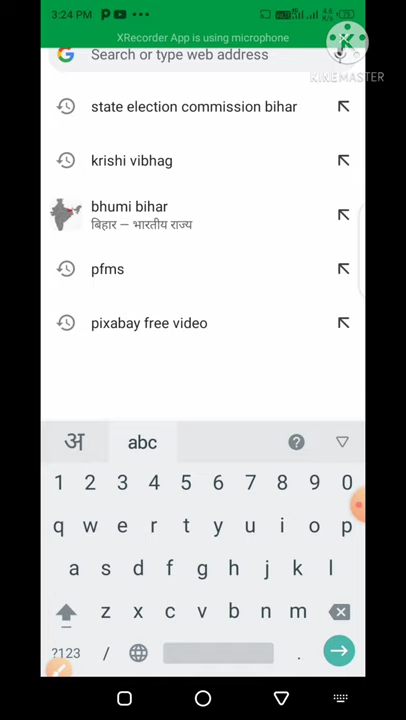 3:24 PM
XRecorder App is using microphone
Search or type web address
KINEMASTER
state election commission bihar
krishi vibhag
bhumi bihar
बिहार — भारतीय राज्य
pfms
pixabay free video
अ abc ?
1 2 3 4 5 6 7 8 9 0
q w e r t y u i o p
a s d f g h j k l
z x c v b n m
?123 / .